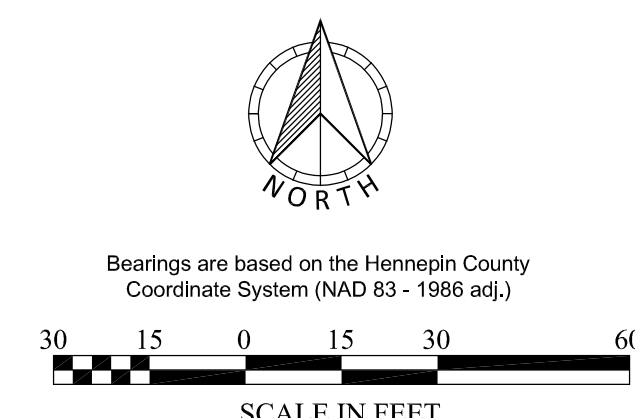 NORTH
Bearings are based on the Hennepin County
Coordinate System (NAD 83 - 1986 adj.)
30 15 0 15 30 60
SCALE IN FEET